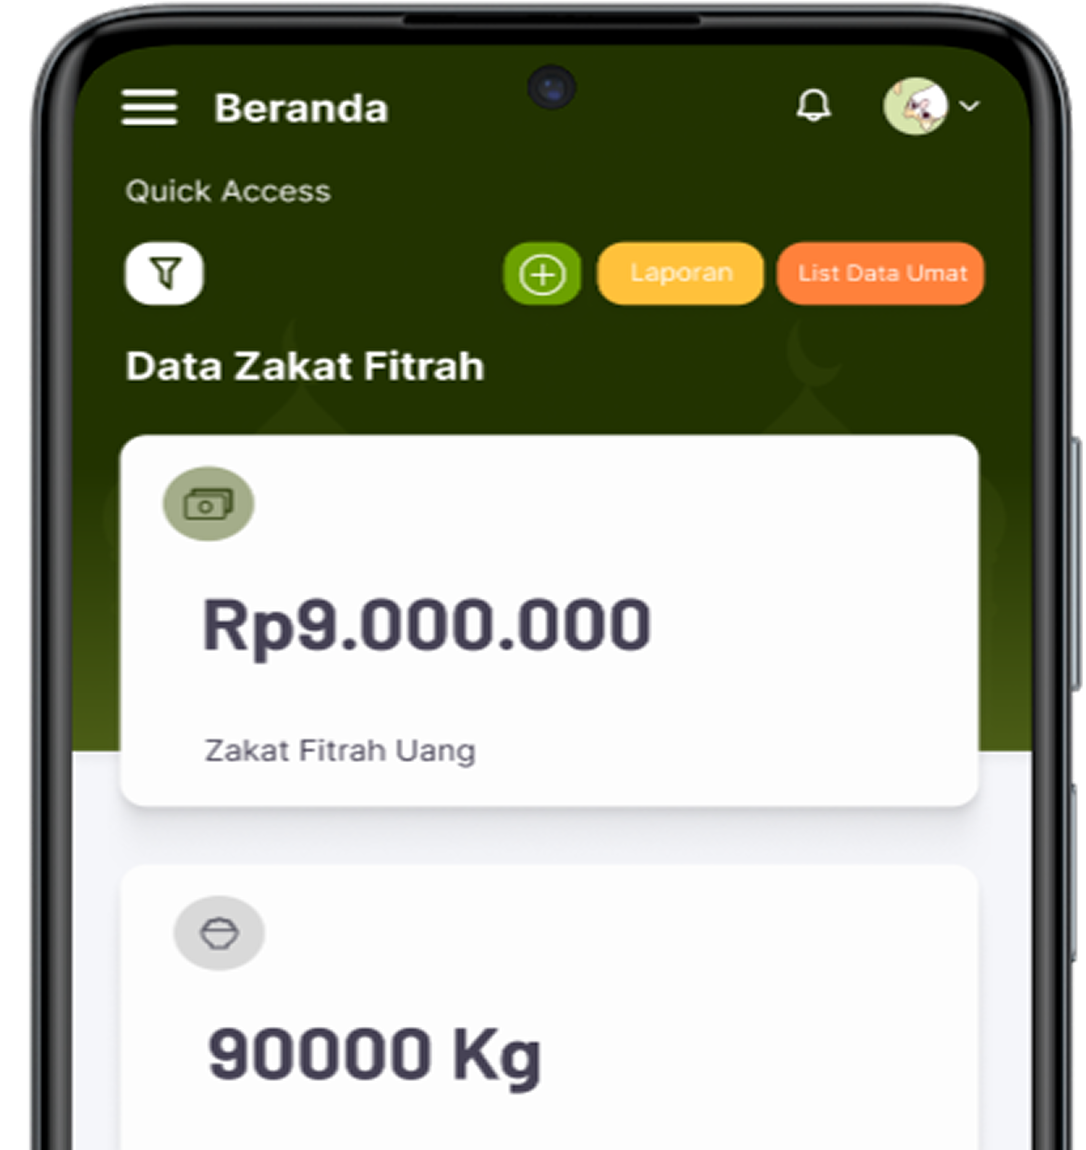 Beranda
Quick Access
Laporan
List Data Umat
Data Zakat Fitrah
Rp9.000.000
Zakat Fitrah Uang
90000 Kg